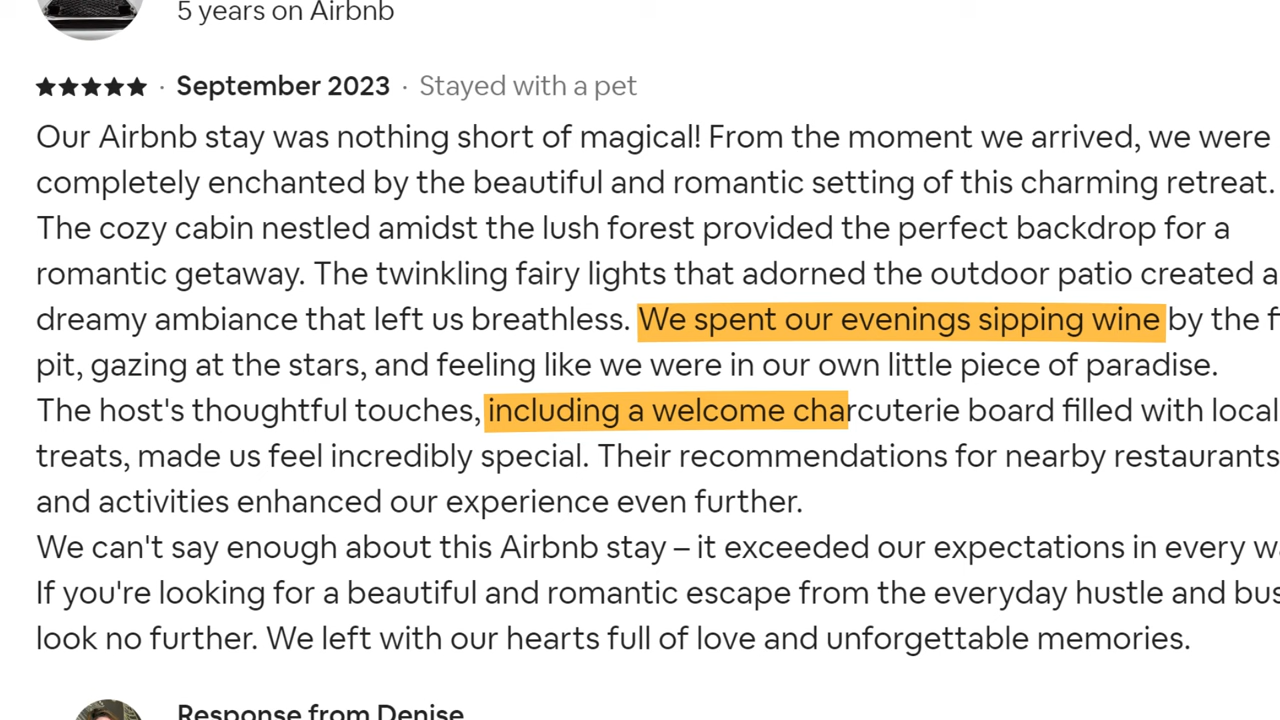 5 years on Airbnb
★★★★★ · September 2023 · Stayed with a pet
Our Airbnb stay was nothing short of magical! From the moment we arrived, we were
completely enchanted by the beautiful and romantic setting of this charming retreat.
The cozy cabin nestled amidst the lush forest provided the perfect backdrop for a
romantic getaway. The twinkling fairy lights that adorned the outdoor patio created a
dreamy ambiance that left us breathless. We spent our evenings sipping wine by the
pit, gazing at the stars, and feeling like we were in our own little piece of paradise.
The host's thoughtful touches, including a welcome charcuterie board filled with local
treats, made us feel incredibly special. Their recommendations for nearby restaurants
and activities enhanced our experience even further.
We can't say enough about this Airbnb stay – it exceeded our expectations in every
If you're looking for a beautiful and romantic escape from the everyday hustle and
look no further. We left with our hearts full of love and unforgettable memories.
Response from Denise